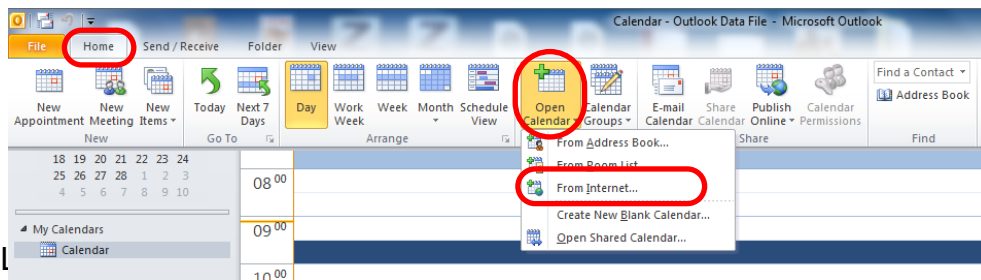 Calendar - Outlook Data File - Microsoft Outlook
File Home Send / Receive Folder View
New Appointment
New Meeting
New Items
Today
Next 7 Days
Day
Work Week
Week
Month
Schedule View
Open Calendar
Calendar Groups
E-mail Calendar
Share Calendar
Publish Online
Calendar Permissions
Find a Contact
Address Book
New Go To Arrange Share Find
From Address Book...
From Room List...
From Internet...
Create New Blank Calendar...
Open Shared Calendar...
18 19 20 21 22 23 24
25 26 27 28 1 2 3
4 5 6 7 8 9 10
My Calendars
Calendar
08 00
09 00
10 00